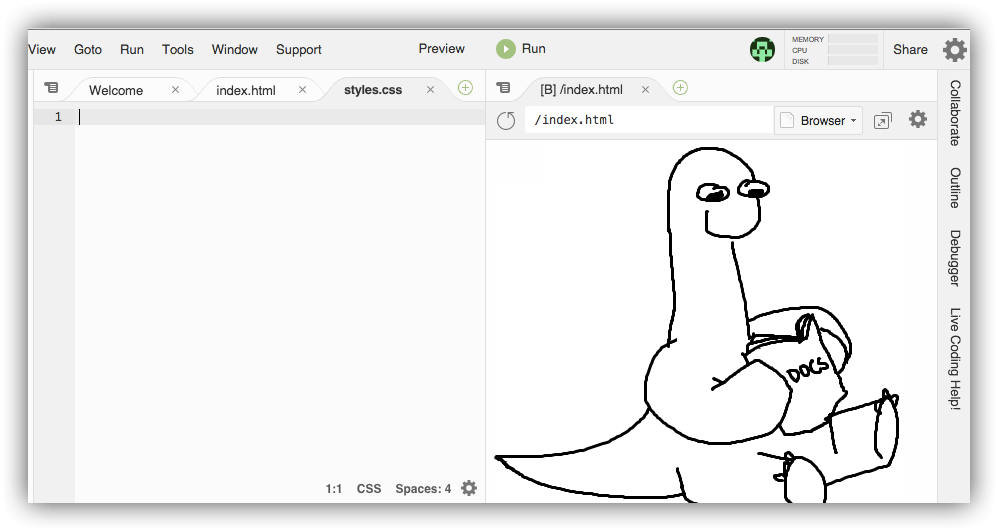 View Goto Run Tools Window Support Preview Run MEMORY CPU DISK Share
Welcome index.html styles.css [B] /index.html
1
/index.html Browser
DOCS
1:1 CSS Spaces: 4
Collaborate
Outline
Debugger
Live Coding Help!